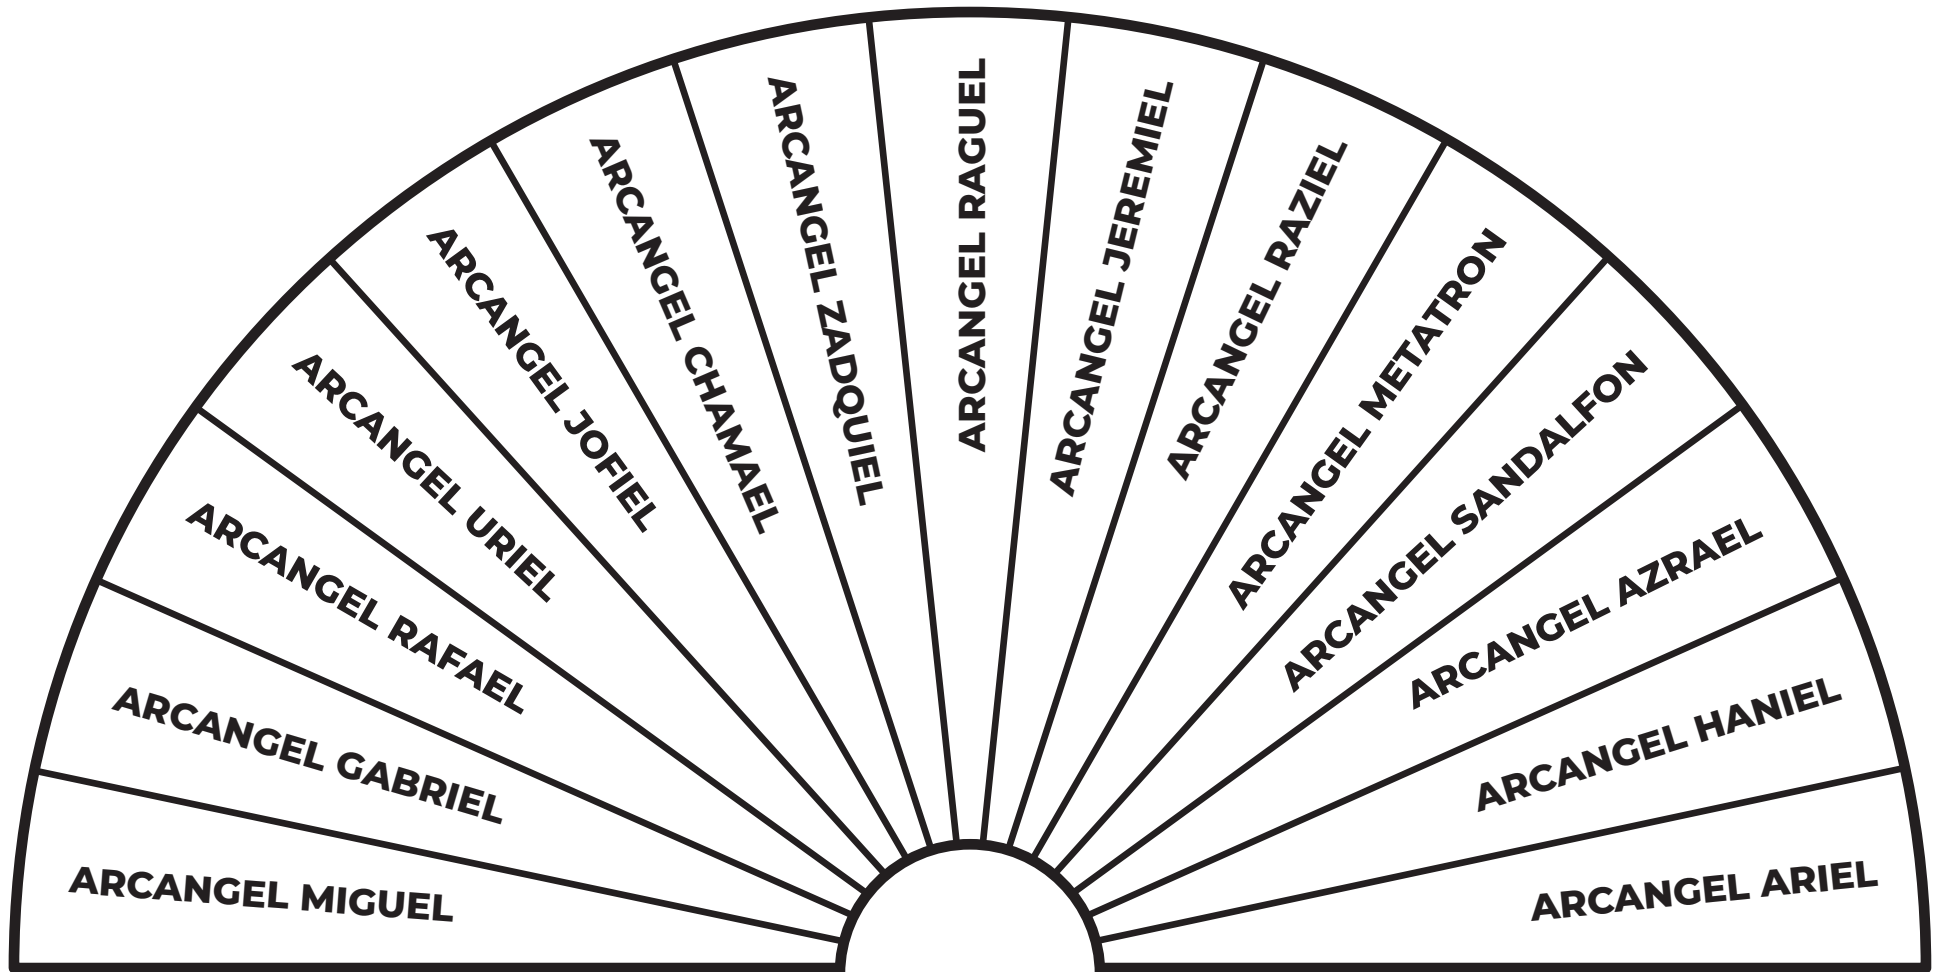 ARCANGEL MIGUEL
ARCANGEL GABRIEL
ARCANGEL RAFAEL
ARCANGEL URIEL
ARCANGEL JOFIEL
ARCANGEL CHAMAEL
ARCANGEL ZADQUIEL
ARCANGEL RAGUEL
ARCANGEL JEREMIEL
ARCANGEL RAZIEL
ARCANGEL METATRON
ARCANGEL SANDALFON
ARCANGEL AZRAEL
ARCANGEL HANIEL
ARCANGEL ARIEL